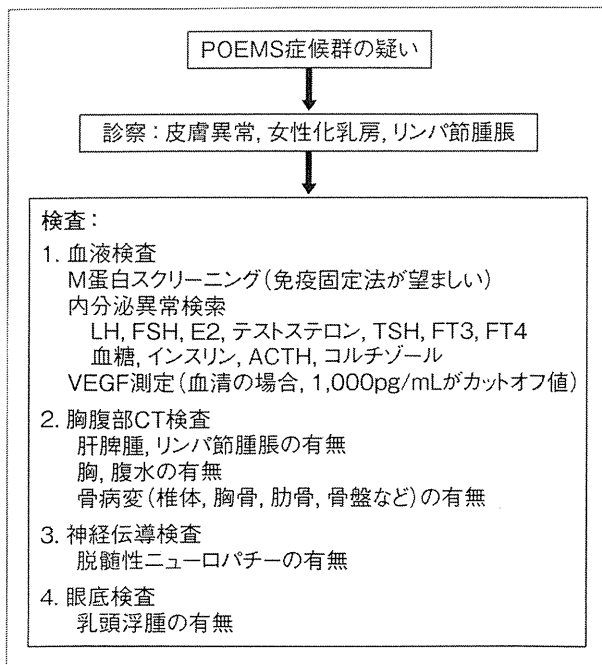 POEMS症候群の疑い
診察：皮膚異常, 女性化乳房, リンパ節腫脹
検査：
1. 血液検査
M蛋白スクリーニング(免疫固定法が望ましい)
内分泌異常検索
LH, FSH, E2, テストステロン, TSH, FT3, FT4
血糖, インスリン, ACTH, コルチゾール
VEGF測定(血清の場合, 1,000pg/mLがカットオフ値)
2. 胸腹部CT検査
肝脾腫, リンパ節腫脹の有無
胸, 腹水の有無
骨病変(椎体, 胸骨, 肋骨, 骨盤など)の有無
3. 神経伝導検査
脱髄性ニューロパチーの有無
4. 眼底検査
乳頭浮腫の有無